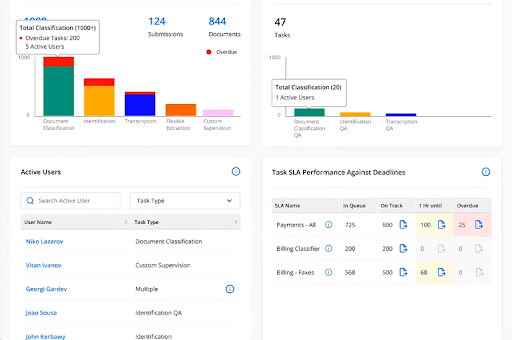 124
844
Submissions
Documents
Total Classification (1000+)
Overdue Tasks: 200
5 Active Users
Overdue
1000
0
Document
Classification
Identification
Transcription
Flexible
Extraction
Custom
Supervision
47
Tasks
1000
Total Classification (20)
1 Active Users
0
Document
Classification
QA
Identification
QA
Transcription
QA
Active Users
Search Active User
Task Type
User Name
Task Type
Niko Lazarov
Document Classification
Vitan Ivanov
Custom Supervision
Georgi Gardev
Multiple
Joao Sousa
Identification QA
John Kerbawy
Identification
Task SLA Performance Against Deadlines
SLA Name
In Queue
On Track
1 Hr until
Overdue
Payments - All
725
600
100
25
Billing Classifier
200
200
0
0
Billing - Faxes
568
500
68
0